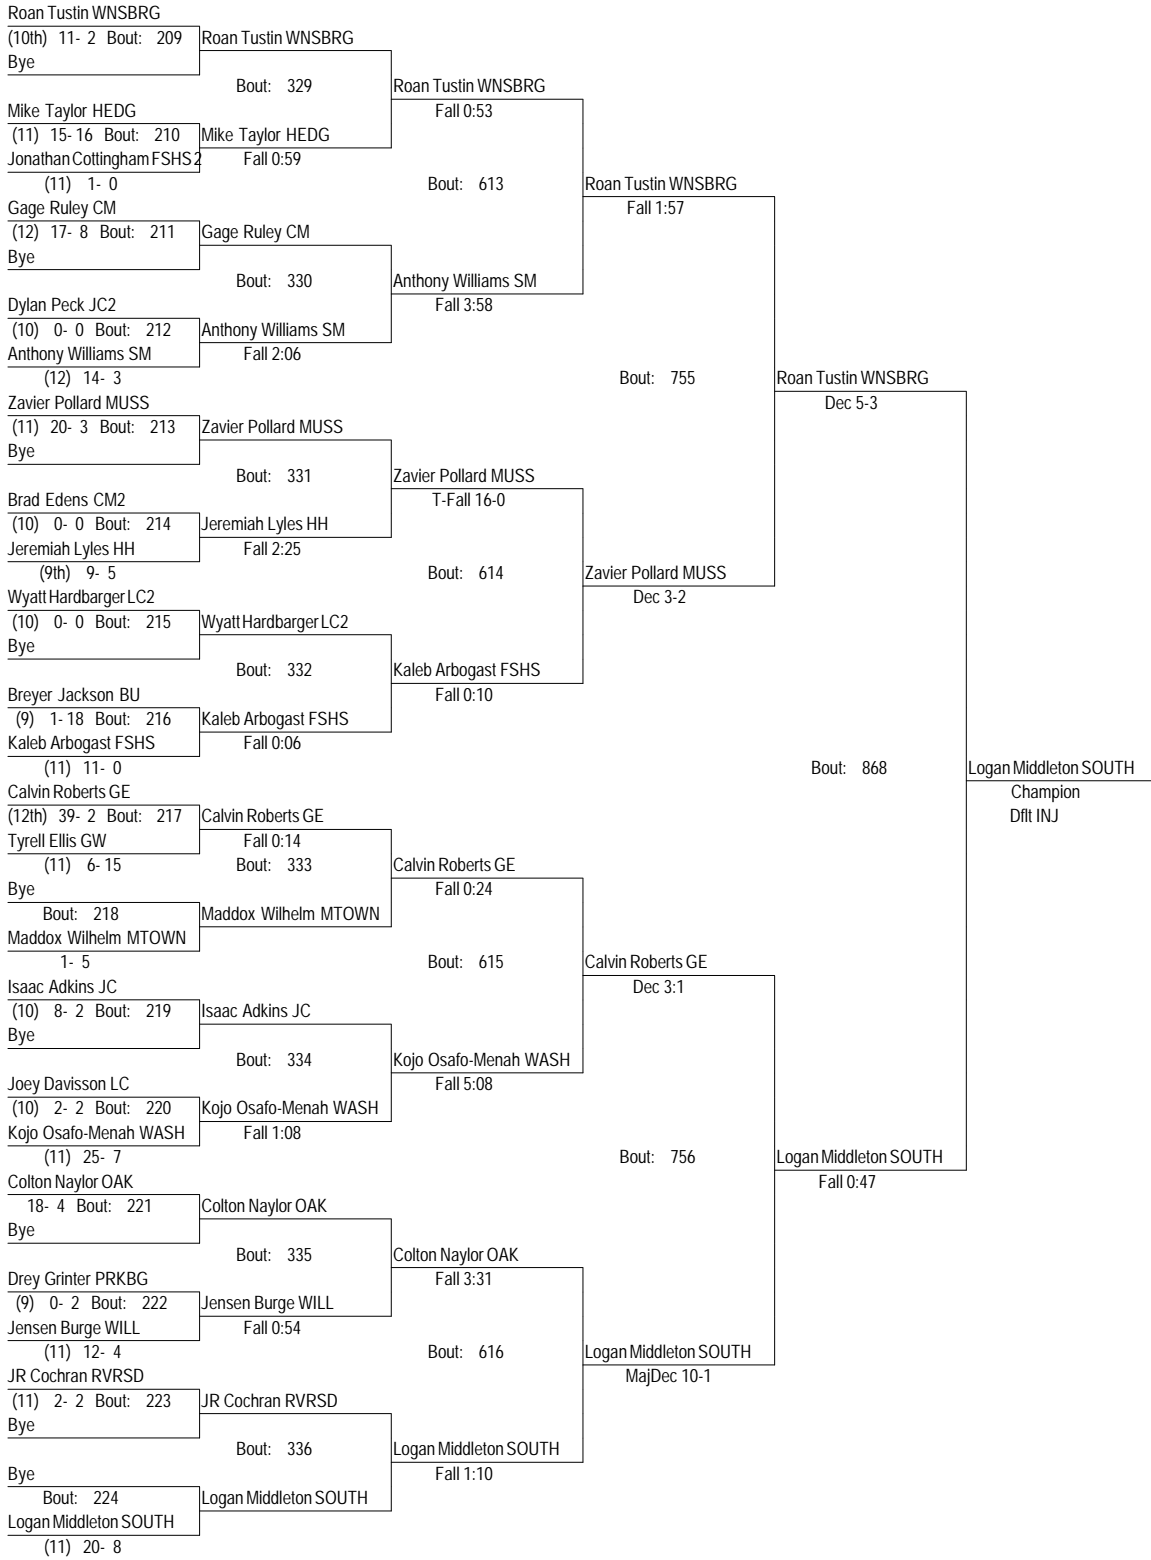 Roan Tustin WNSBRG
(10th) 11- 2 Bout: 209 Roan Tustin WNSBRG
Bye
Bout: 329 Roan Tustin WNSBRG
Mike Taylor HEDG Fall 0:53
(11) 15- 16 Bout: 210 Mike Taylor HEDG
Jonathan Cottingham FSHS2 Fall 0:59
(11) 1- 0 Bout: 613 Roan Tustin WNSBRG
Gage Ruley CM Fall 1:57
(12) 17- 8 Bout: 211 Gage Ruley CM
Bye
Bout: 330 Anthony Williams SM
Dylan Peck JC2 Fall 3:58
(10) 0- 0 Bout: 212 Anthony Williams SM
Anthony Williams SM Fall 2:06
(12) 14- 3 Bout: 755 Roan Tustin WNSBRG
Zavier Pollard MUSS Dec 5-3
(11) 20- 3 Bout: 213 Zavier Pollard MUSS
Bye
Bout: 331 Zavier Pollard MUSS
Brad Edens CM2 T-Fall 16-0
(10) 0- 0 Bout: 214 Jeremiah Lyles HH
Jeremiah Lyles HH Fall 2:25
(9th) 9- 5 Bout: 614 Zavier Pollard MUSS
Wyatt Hardbarger LC2 Dec 3-2
(10) 0- 0 Bout: 215 Wyatt Hardbarger LC2
Bye
Bout: 332 Kaleb Arbogast FSHS
Breyer Jackson BU Fall 0:10
(9) 1- 18 Bout: 216 Kaleb Arbogast FSHS
Kaleb Arbogast FSHS Fall 0:06
(11) 11- 0 Bout: 868 Logan Middleton SOUTH
Calvin Roberts GE Champion
(12th) 39- 2 Bout: 217 Calvin Roberts GE Dflt INJ
Tyrell Ellis GW Fall 0:14
(11) 6- 15 Bout: 333 Calvin Roberts GE
Bye Fall 0:24
Bout: 218 Maddox Wilhelm MTOWN
Maddox Wilhelm MTOWN
1- 5 Bout: 615 Calvin Roberts GE
Isaac Adkins JC Dec 3:1
(10) 8- 2 Bout: 219 Isaac Adkins JC
Bye
Bout: 334 Kojo Osafo-Menah WASH
Joey Davisson LC Fall 5:08
(10) 2- 2 Bout: 220 Kojo Osafo-Menah WASH
Kojo Osafo-Menah WASH Fall 1:08
(11) 25- 7 Bout: 756 Logan Middleton SOUTH
Colton Naylor OAK Fall 0:47
18- 4 Bout: 221 Colton Naylor OAK
Bye
Bout: 335 Colton Naylor OAK
Drey Grinter PRKBG Fall 3:31
(9) 0- 2 Bout: 222 Jensen Burge WILL
Jensen Burge WILL Fall 0:54
(11) 12- 4 Bout: 616 Logan Middleton SOUTH
JR Cochran RVRSD MajDec 10-1
(11) 2- 2 Bout: 223 JR Cochran RVRSD
Bye
Bout: 336 Logan Middleton SOUTH
Bye Fall 1:10
Bout: 224 Logan Middleton SOUTH
Logan Middleton SOUTH
(11) 20- 8